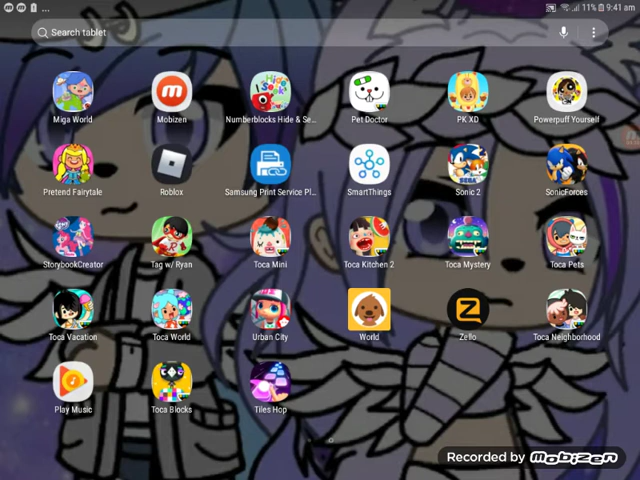 11% 9:41 am
Search tablet
Miga World
Mobizen
Numberblocks Hide & Se...
Pet Doctor
PK XD
Powerpuff Yourself
Pretend Fairytale
Roblox
Samsung Print Service Pl...
SmartThings
SEGA
Sonic 2
SonicForces
StorybookCreator
Tag w/ Ryan
Toca Mini
Toca Kitchen 2
Toca Mystery
Toca Pets
Toca Vacation
Toca World
Urban City
World
Zello
Toca Neighborhood
Play Music
Toca Blocks
Tiles Hop
Recorded by Mobizen